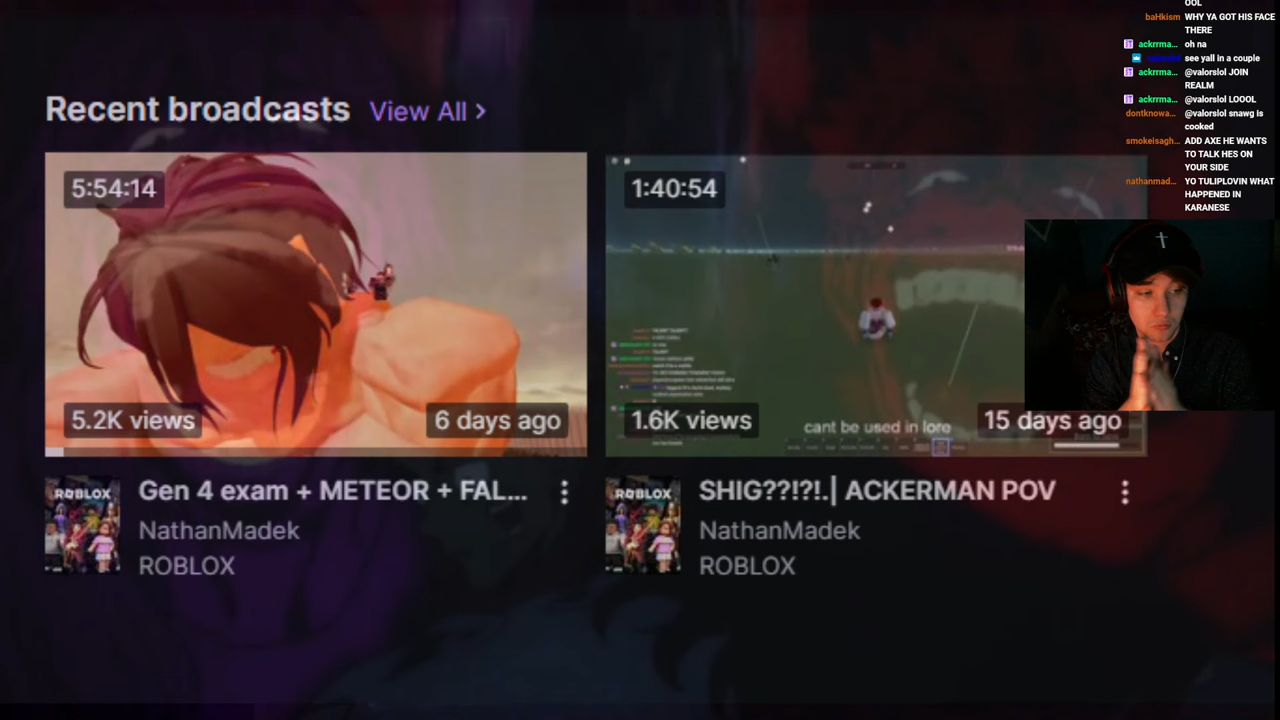 Recent broadcasts View All >
5:54:14
5.2K views
6 days ago
ROBLOX
Gen 4 exam + METEOR + FAL...
NathanMadek
ROBLOX
1:40:54
cant be used in lore
1.6K views
15 days ago
ROBLOX
SHIG??!?!.| ACKERMAN POV
NathanMadek
ROBLOX
OOL
baHkism WHY YA GOT HIS FACE
THERE
ackrrma... oh na
see yall in a couple
ackrrma... @valorslol JOIN
REALM
ackrrma... @valorslol LOOOL
dontknowa... @valorslol snawg is
cooked
smokeisagh... ADD AXE HE WANTS
TO TALK HES ON
YOUR SIDE
nathanmad... YO TULIPLOVIN WHAT
HAPPENED IN
KARANESE